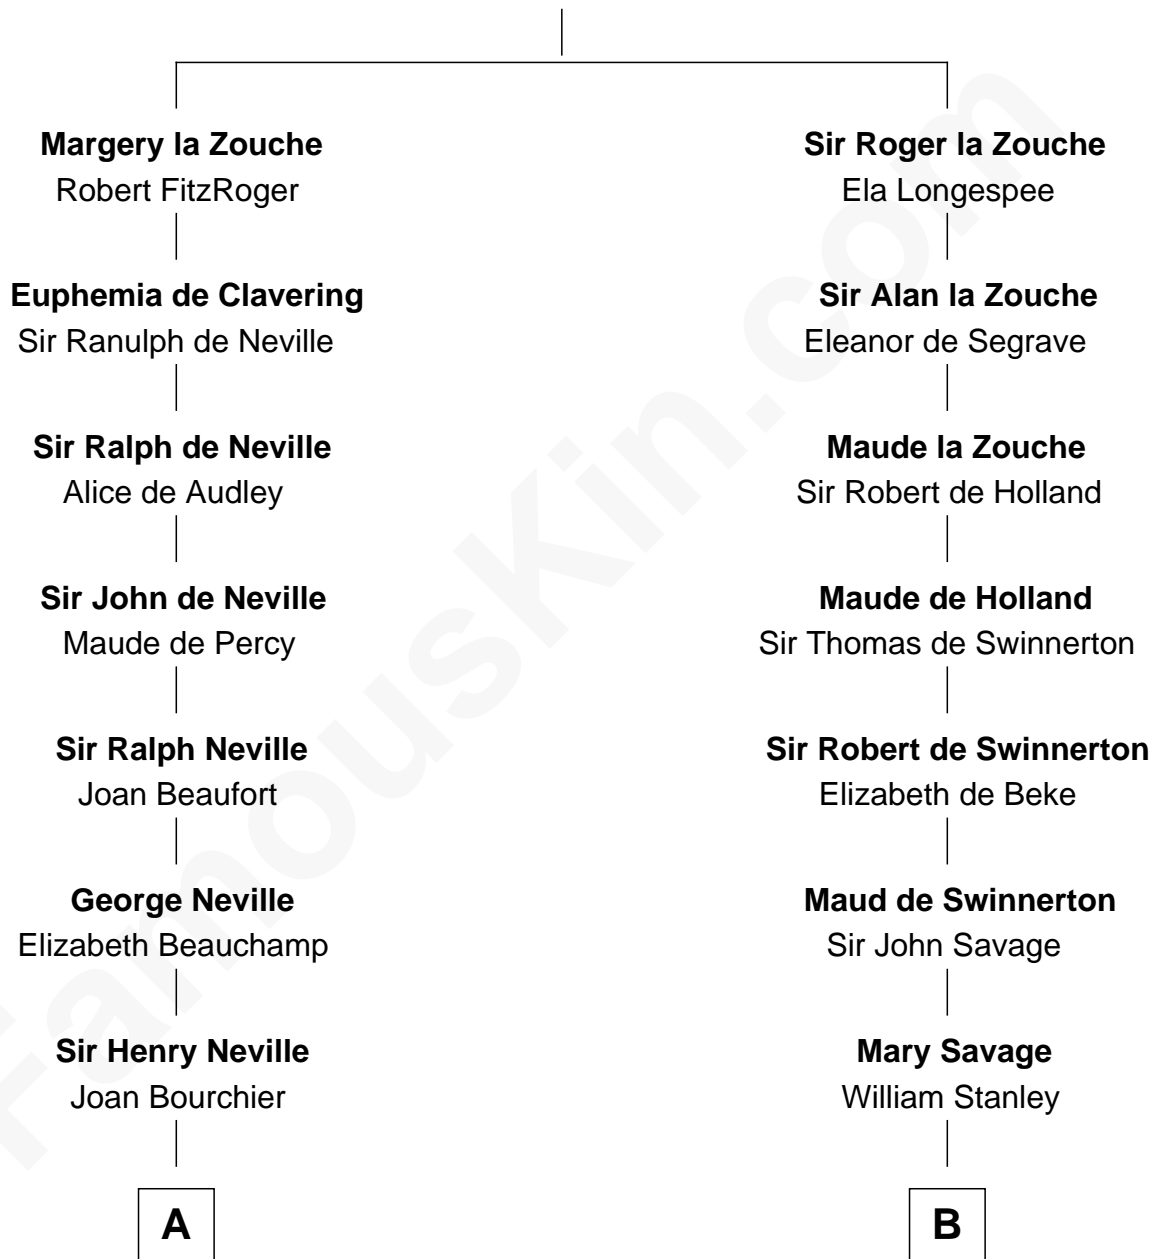 Margery la Zouche
Robert FitzRoger
Euphemia de Clavering
Sir Ranulph de Neville
Sir Ralph de Neville
Alice de Audley
Sir John de Neville
Maude de Percy
Sir Ralph Neville
Joan Beaufort
George Neville
Elizabeth Beauchamp
Sir Henry Neville
Joan Bourchier
A
Sir Roger la Zouche
Ela Longespee
Sir Alan la Zouche
Eleanor de Segrave
Maude la Zouche
Sir Robert de Holland
Maude de Holland
Sir Thomas de Swinnerton
Sir Robert de Swinnerton
Elizabeth de Beke
Maud de Swinnerton
Sir John Savage
Mary Savage
William Stanley
B
FamousKin.com